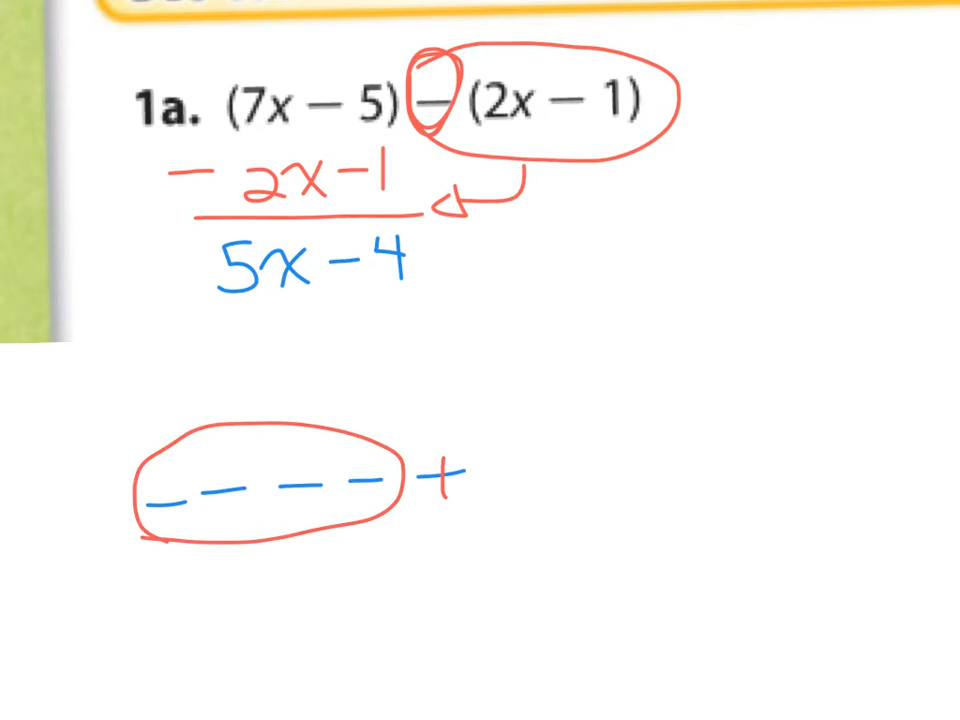 1a. (7x − 5) − (2x − 1)
− 2x − 1
5x − 4
_ _ _ _ +